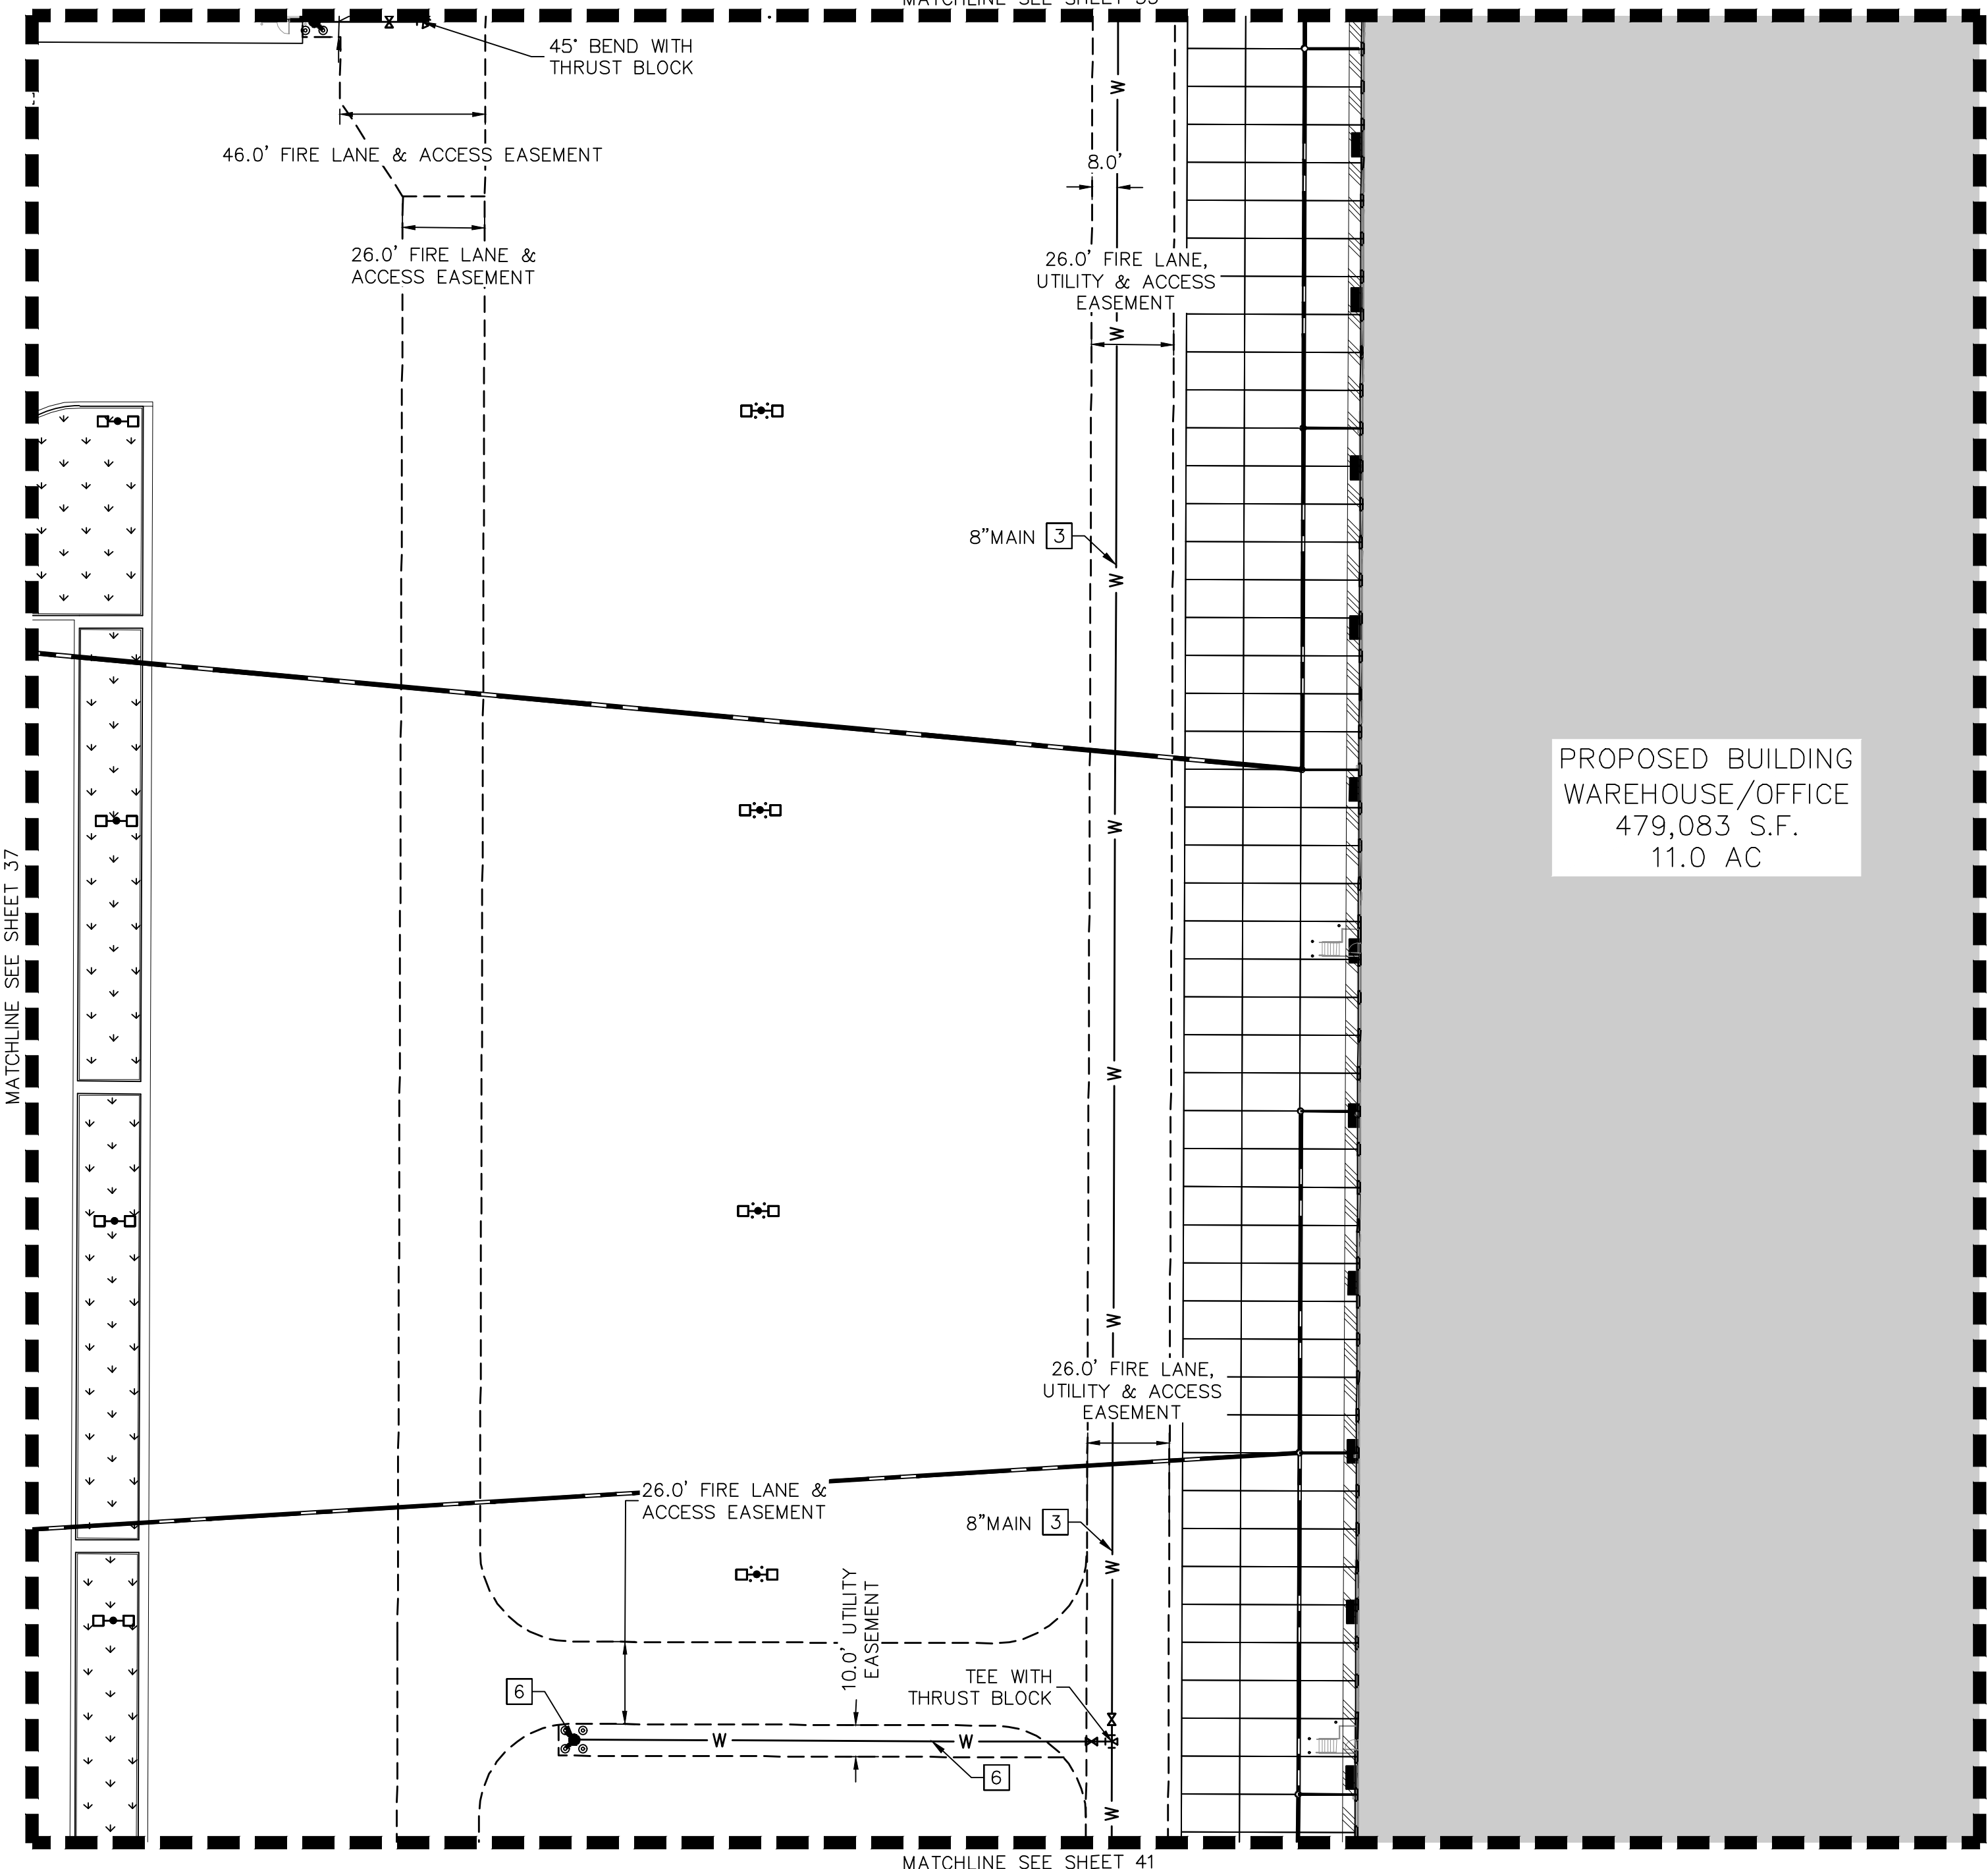 45° BEND WITH
THRUST BLOCK
46.0' FIRE LANE & ACCESS EASEMENT
26.0' FIRE LANE &
ACCESS EASEMENT
W
8.0'
26.0' FIRE LANE,
UTILITY & ACCESS
EASEMENT
W
8"MAIN 3
W
PROPOSED BUILDING
WAREHOUSE/OFFICE
479,083 S.F.
11.0 AC
W
MATCHLINE SEE SHEET 37
W
W
26.0' FIRE LANE,
UTILITY & ACCESS
EASEMENT
26.0' FIRE LANE &
ACCESS EASEMENT
8"MAIN 3
W
10.0' UTILITY
EASEMENT
TEE WITH
THRUST BLOCK
6
W
W
6
W
MATCHLINE SEE SHEET 41